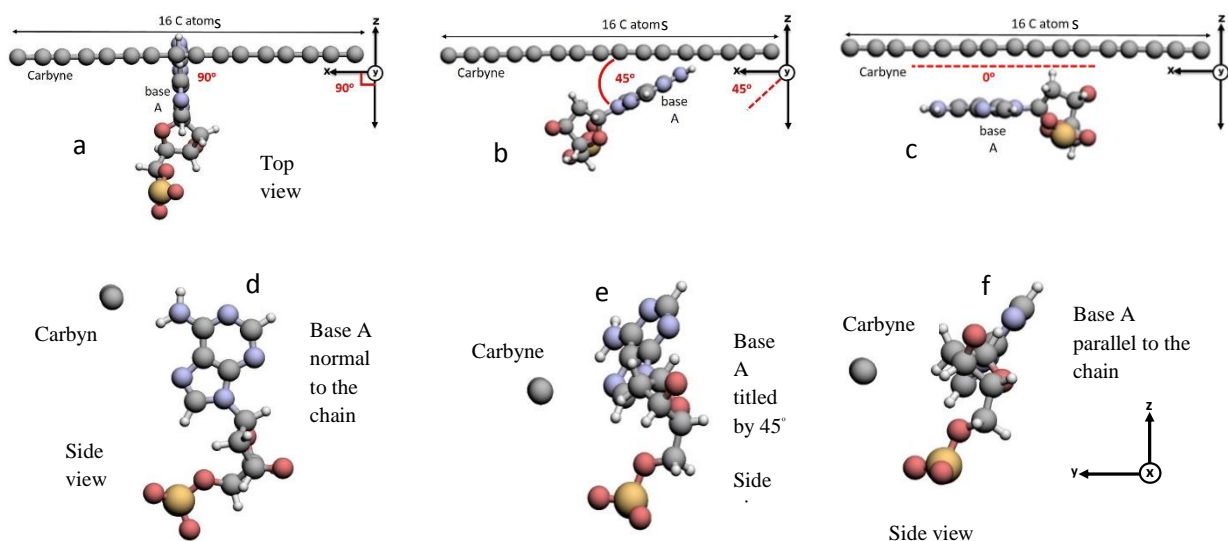 16 C atoms
Carbyne
90°
base
A
x
y
z
90°
a
Top
view
16 C atoms
Carbyne
45°
base
A
x
y
z
45°
b
16 C atoms
Carbyne
0°
base
A
x
y
z
c
d
Carbyn
Base A
normal
to the
chain
Side
view
e
Carbyne
Base
A
titled
by 45°
Side
f
Carbyne
Base A
parallel to the
chain
z
y
x
Side view